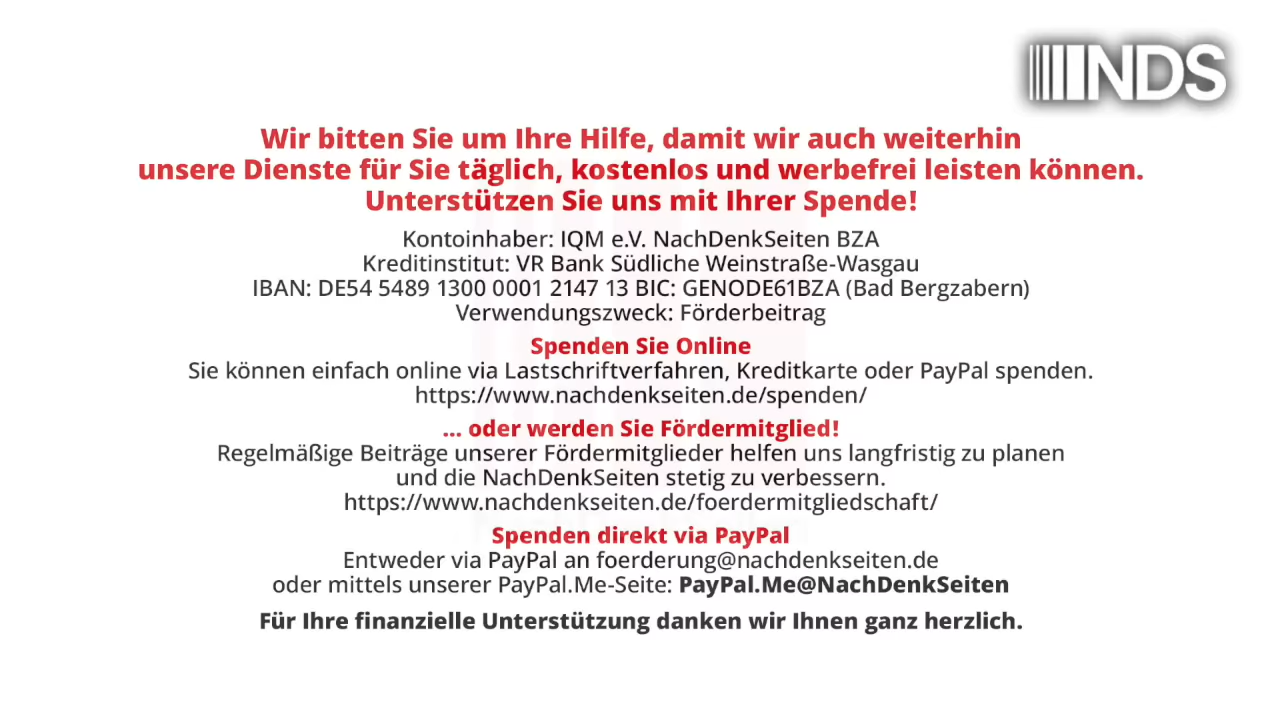 NDS
Wir bitten Sie um Ihre Hilfe, damit wir auch weiterhin
unsere Dienste für Sie täglich, kostenlos und werbefrei leisten können.
Unterstützen Sie uns mit Ihrer Spende!
Kontoinhaber: IQM e.V. NachDenkSeiten BZA
Kreditinstitut: VR Bank Südliche Weinstraße-Wasgau
IBAN: DE54 5489 1300 0001 2147 13 BIC: GENODE61BZA (Bad Bergzabern)
Verwendungszweck: Förderbeitrag
Spenden Sie Online
Sie können einfach online via Lastschriftverfahren, Kreditkarte oder PayPal spenden.
https://www.nachdenkseiten.de/spenden/
... oder werden Sie Fördermitglied!
Regelmäßige Beiträge unserer Fördermitglieder helfen uns langfristig zu planen
und die NachDenkSeiten stetig zu verbessern.
https://www.nachdenkseiten.de/foerdermitgliedschaft/
Spenden direkt via PayPal
Entweder via PayPal an foerderung@nachdenkseiten.de
oder mittels unserer PayPal.Me-Seite: PayPal.Me@NachDenkSeiten
Für Ihre finanzielle Unterstützung danken wir Ihnen ganz herzlich.